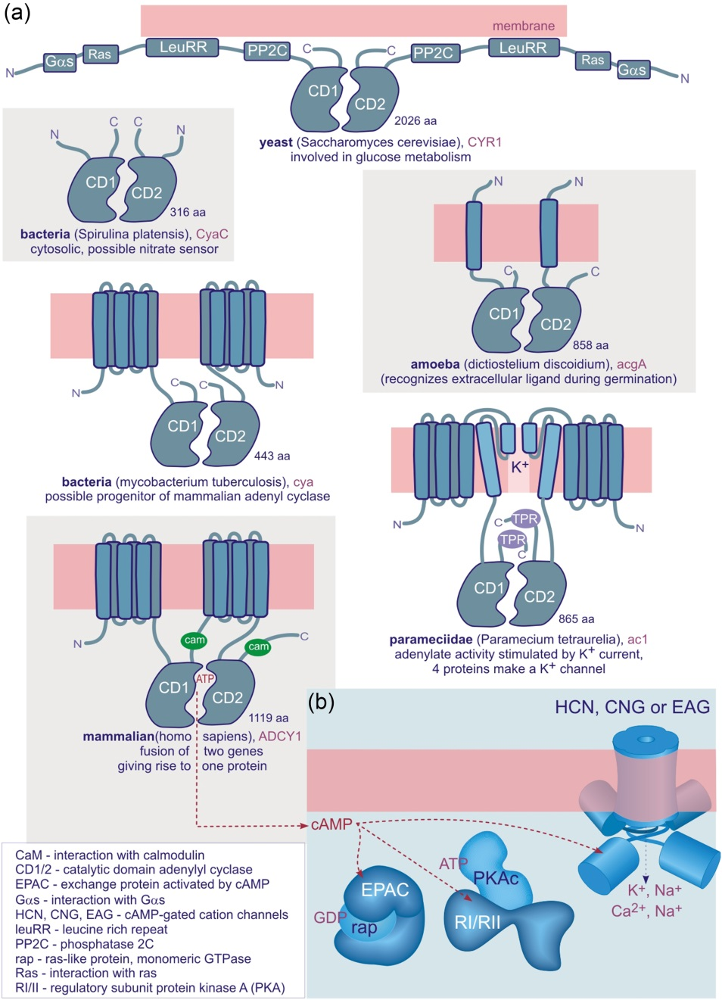 (a)
membrane
N
Gαs
Ras
LeuRR
PP2C
C
C
PP2C
LeuRR
Ras
Gαs
N
CD1
CD2
2026 aa
yeast (Saccharomyces cerevisiae), CYR1
involved in glucose metabolism
N
C
C
N
CD1
CD2
316 aa
bacteria (Spirulina platensis), CyaC
cytosolic, possible nitrate sensor
N
N
C
C
CD1
CD2
858 aa
amoeba (dictiostelium discoidium), acgA
(recognizes extracellular ligand during germination)
N
C
C
N
CD1
CD2
443 aa
bacteria (mycobacterium tuberculosis), cya
possible progenitor of mammalian adenyl cyclase
K+
N
C
TPR
N
TPR
C
CD1
CD2
865 aa
parameciidae (Paramecium tetraurelia), ac1
adenylate activity stimulated by K+ current,
4 proteins make a K+ channel
N
cam
cam
C
ATP
CD1
CD2
1119 aa
mammalian(homo sapiens), ADCY1
fusion of two genes
giving rise to one protein
(b)
HCN, CNG or EAG
cAMP
ATP
PKAc
EPAC
GDP
rap
RI/RII
K+, Na+
Ca2+, Na+
CaM - interaction with calmodulin
CD1/2 - catalytic domain adenylyl cyclase
EPAC - exchange protein activated by cAMP
Gαs - interaction with Gαs
HCN, CNG, EAG - cAMP-gated cation channels
leuRR - leucine rich repeat
PP2C - phosphatase 2C
rap - ras-like protein, monomeric GTPase
Ras - interaction with ras
RI/II - regulatory subunit protein kinase A (PKA)